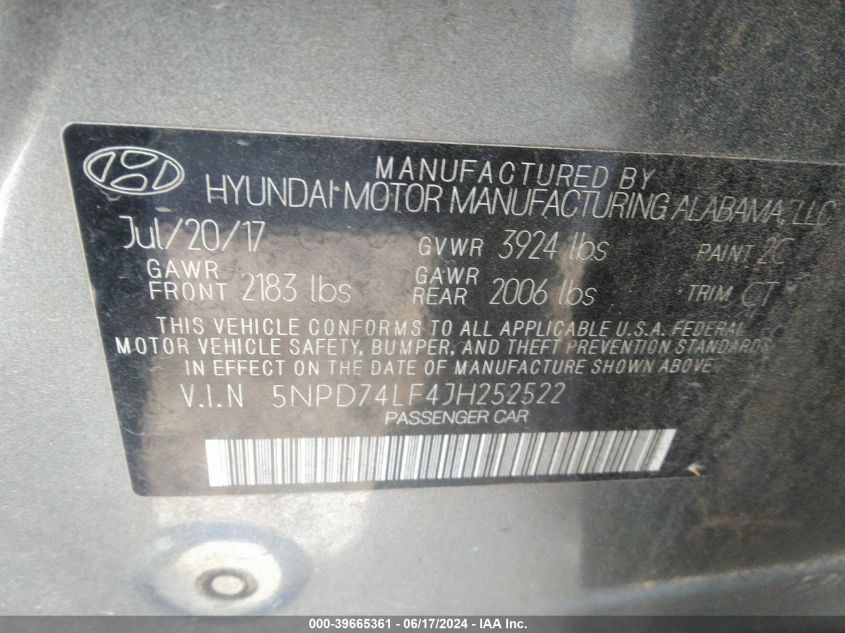 MANUFACTURED BY
HYUNDAI MOTOR MANUFACTURING ALABAMA, LLC
Jul/20/17 GVWR 3924 lbs PAINT 2C
GAWR FRONT 2183 lbs GAWR REAR 2006 lbs TRIM CT
THIS VEHICLE CONFORMS TO ALL APPLICABLE U.S.A. FEDERAL
MOTOR VEHICLE SAFETY, BUMPER, AND THEFT PREVENTION STANDARDS
IN EFFECT ON THE DATE OF MANUFACTURE SHOWN ABOVE
V.I.N 5NPD74LF4JH252522
PASSENGER CAR
000-39665361 - 06/17/2024 - IAA Inc.